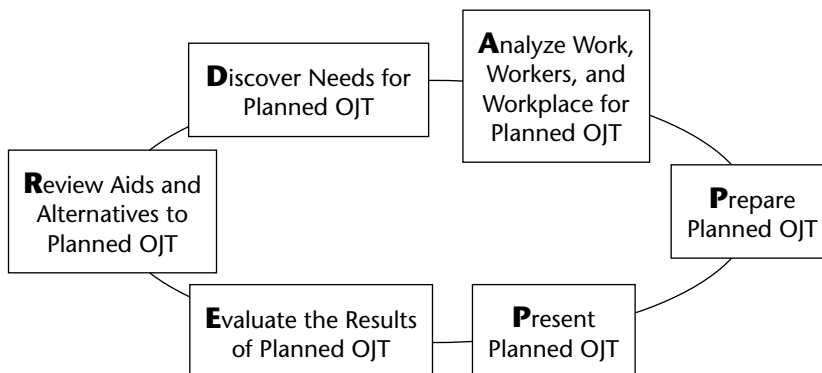 Discover Needs for
Planned OJT
Analyze Work,
Workers, and
Workplace for
Planned OJT
Prepare
Planned OJT
Present
Planned OJT
Evaluate the Results
of Planned OJT
Review Aids and
Alternatives to
Planned OJT